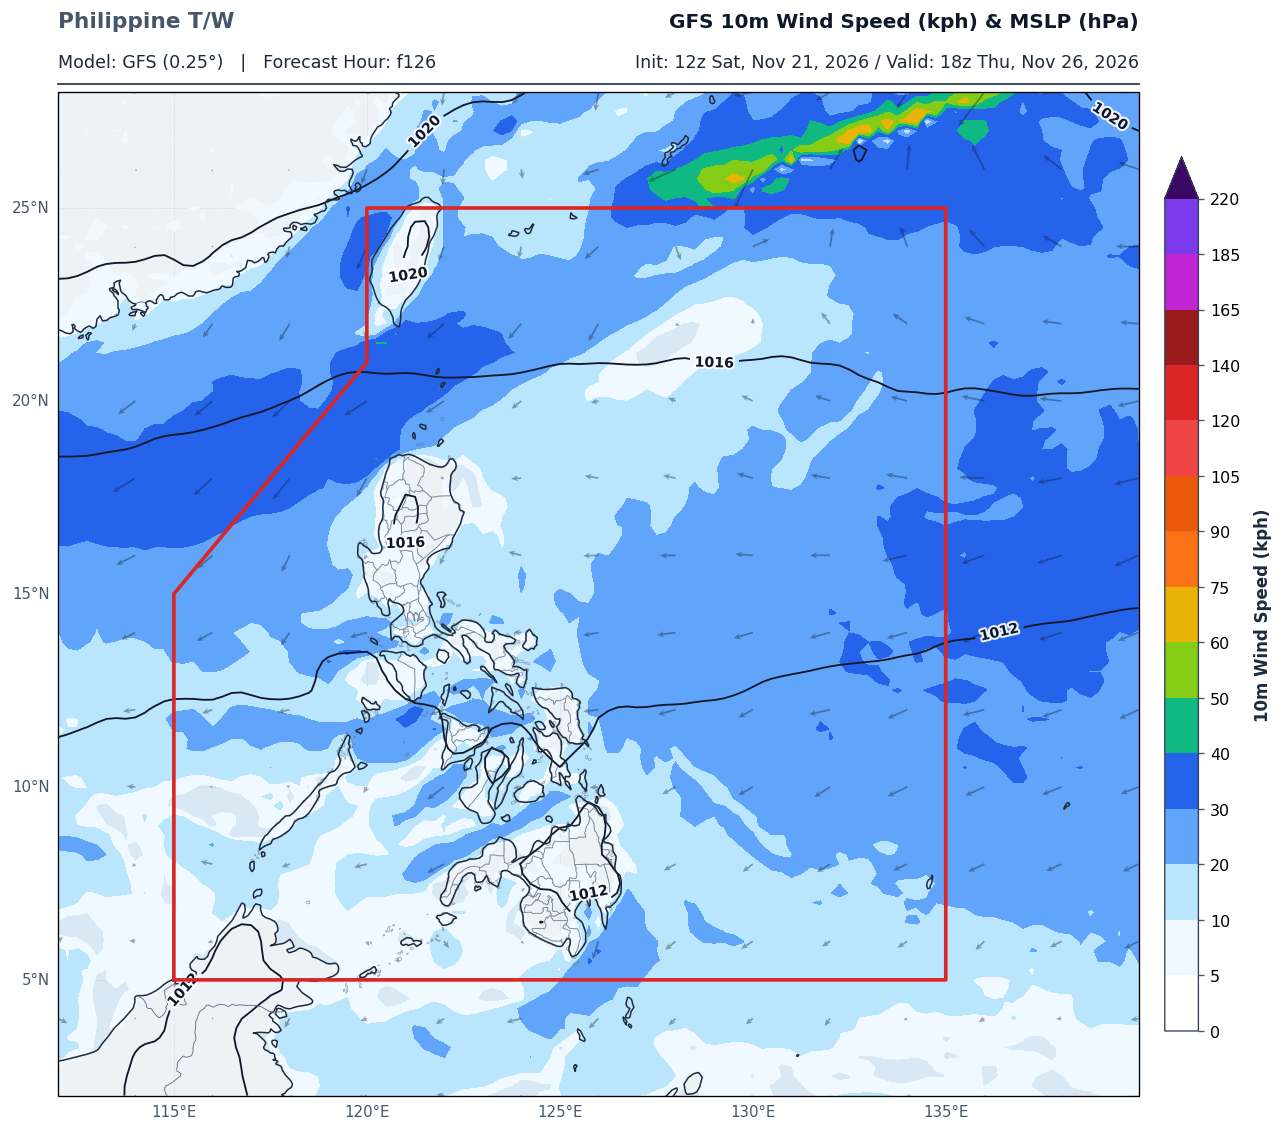 Philippine T/W
GFS 10m Wind Speed (kph) & MSLP (hPa)
Model: GFS (0.25°) | Forecast Hour: f126
Init: 12z Sat, Nov 21, 2026 / Valid: 18z Thu, Nov 26, 2026
1020
1020
1020
1016
1016
1012
1012
1012
25°N
20°N
15°N
10°N
5°N
115°E
120°E
125°E
130°E
135°E
220
185
165
140
120
105
90
75
60
50
40
30
20
10
5
0
10m Wind Speed (kph)